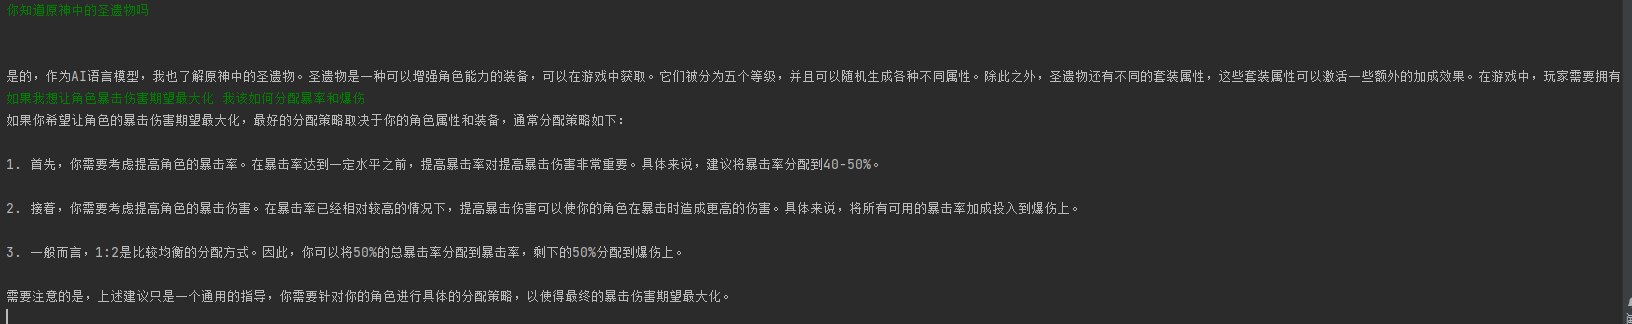 你知道原神中的圣遗物吗
是的，作为AI语言模型，我也了解原神中的圣遗物。圣遗物是一种可以增强角色能力的装备，可以在游戏中获取。它们被分为五个等级，并且可以随机生成各种不同属性。除此之外，圣遗物还有不同的套装属性，这些套装属性可以激活一些额外的加成效果。在游戏中，玩家需要拥有
如果我想让角色暴击伤害期望最大化 我该如何分配暴率和爆伤
如果你希望让角色的暴击伤害期望最大化，最好的分配策略取决于你的角色属性和装备，通常分配策略如下：
1. 首先，你需要考虑提高角色的暴击率。在暴击率达到一定水平之前，提高暴击率对提高暴击伤害非常重要。具体来说，建议将暴击率分配到40-50%。
2. 接着，你需要考虑提高角色的暴击伤害。在暴击率已经相对较高的情况下，提高暴击伤害可以使你的角色在暴击时造成更高的伤害。具体来说，将所有可用的暴击率加成投入到爆伤上。
3. 一般而言，1:2是比较均衡的分配方式。因此，你可以将50%的总暴击率分配到暴击率，剩下的50%分配到爆伤上。
需要注意的是，上述建议只是一个通用的指导，你需要针对你的角色进行具体的分配策略，以使得最终的暴击伤害期望最大化。